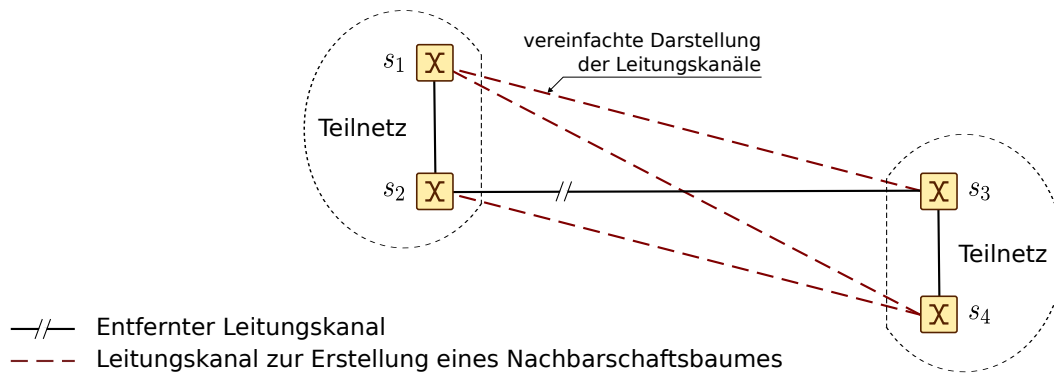 vereinfachte Darstellung
der Leitungskanäle
s1
Teilnetz
s2
s3
Teilnetz
s4
Entfernter Leitungskanal
Leitungskanal zur Erstellung eines Nachbarschaftsbaumes